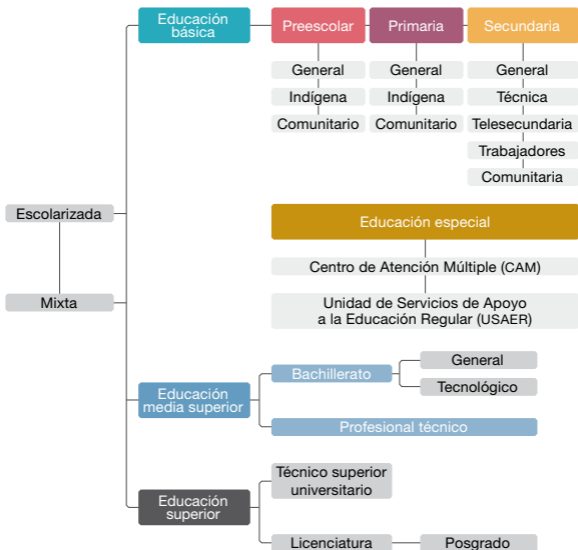 Educación
básica
Preescolar
Primaria
Secundaria
General
General
General
Indígena
Indígena
Técnica
Comunitario
Comunitario
Telesecundaria
Trabajadores
Comunitaria
Escolarizada
Mixta
Educación especial
Centro de Atención Múltiple (CAM)
Unidad de Servicios de Apoyo
a la Educación Regular (USAER)
Educación
media superior
Bachillerato
General
Tecnológico
Profesional técnico
Educación
superior
Técnico superior
universitario
Licenciatura
Posgrado